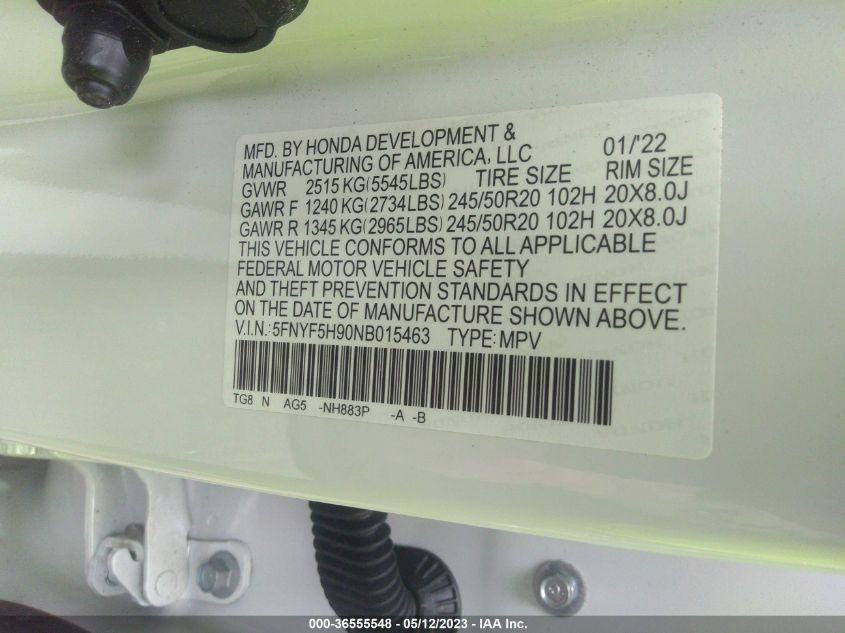 MFD. BY HONDA DEVELOPMENT &
MANUFACTURING OF AMERICA, LLC 01/'22
GVWR 2515 KG(5545LBS) TIRE SIZE RIM SIZE
GAWR F 1240 KG(2734LBS) 245/50R20 102H 20X8.0J
GAWR R 1345 KG(2965LBS) 245/50R20 102H 20X8.0J
THIS VEHICLE CONFORMS TO ALL APPLICABLE
FEDERAL MOTOR VEHICLE SAFETY
AND THEFT PREVENTION STANDARDS IN EFFECT
ON THE DATE OF MANUFACTURE SHOWN ABOVE.
V.I.N.: 5FNYF5H90NB015463 TYPE: MPV
TG8 N AG5 -NH883P -A -B
000-36555548 - 05/12/2023 - IAA Inc.